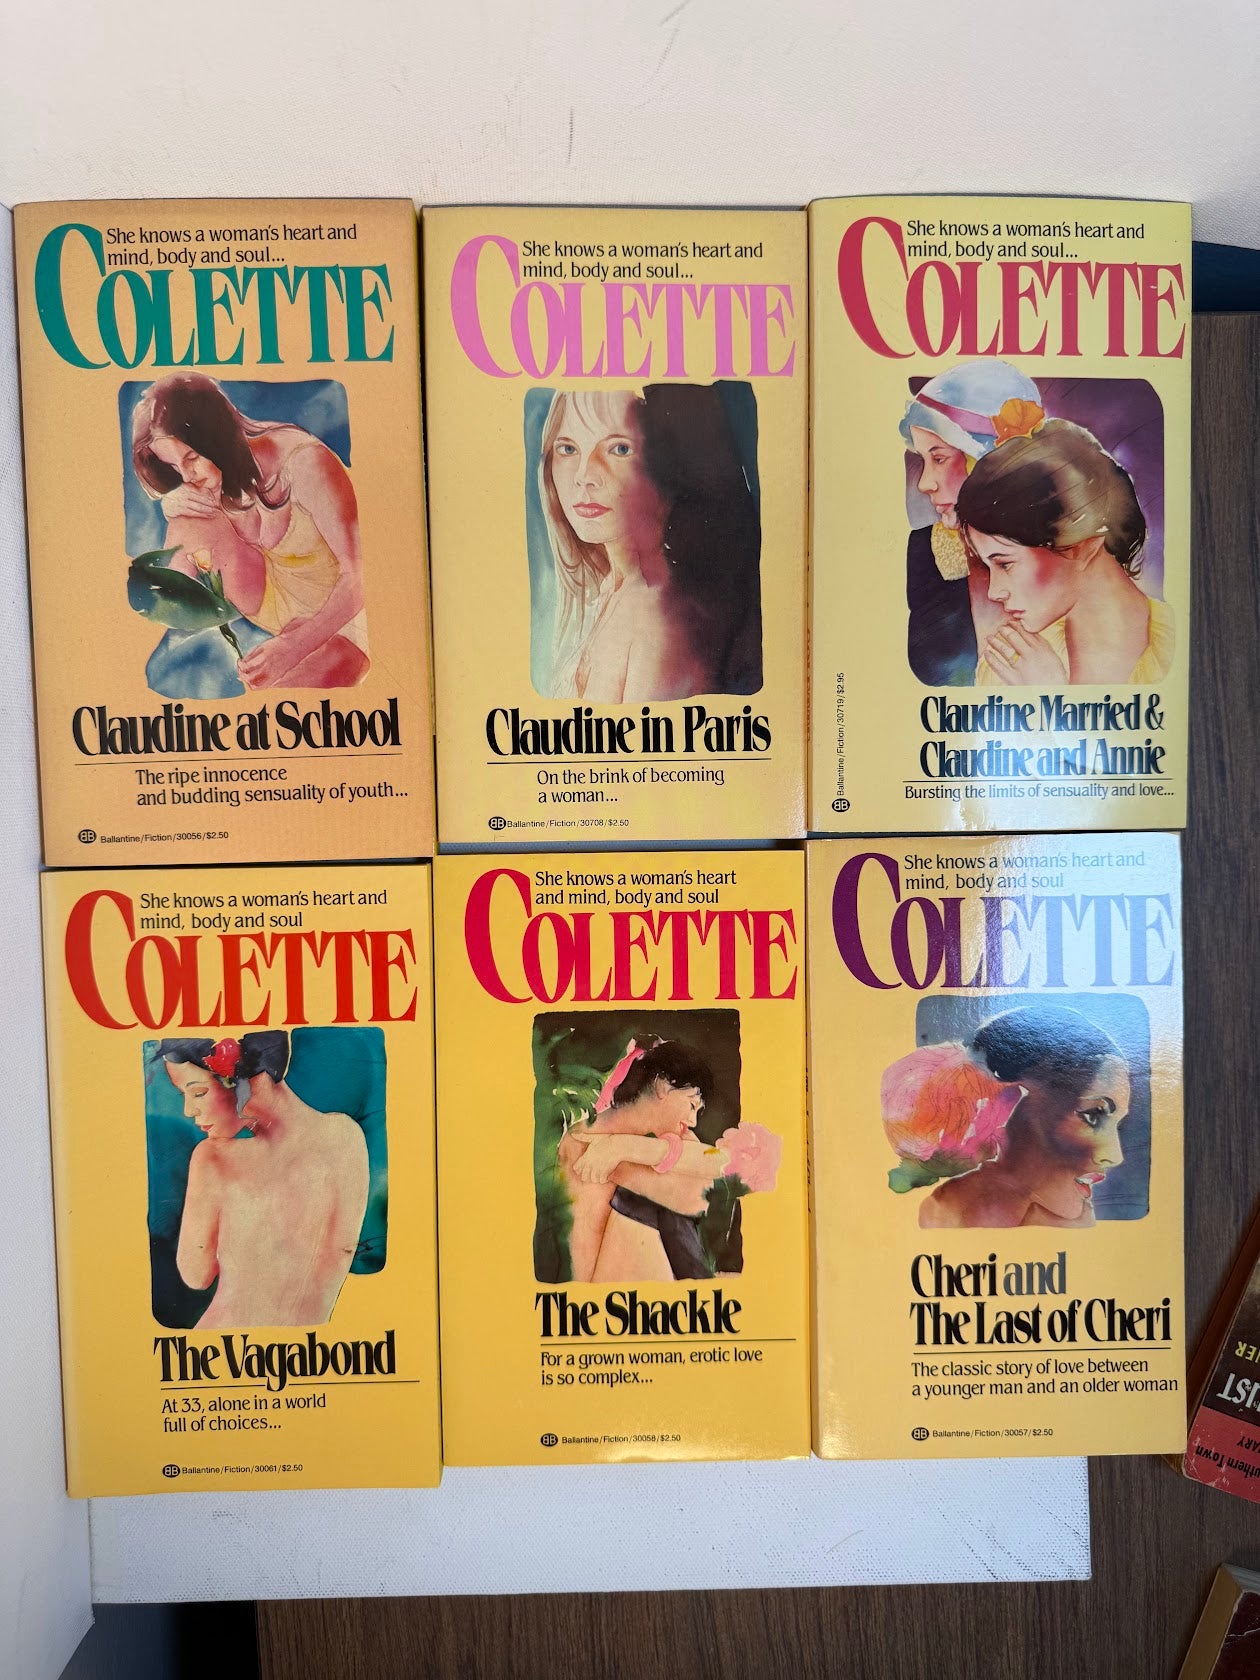 She knows a woman's heart and
mind, body and soul...
COLETTE
Claudine at School
The ripe innocence
and budding sensuality of youth...
BB Ballantine/Fiction/30056/$2.50
She knows a woman's heart and
mind, body and soul...
COLETTE
Claudine in Paris
On the brink of becoming
a woman...
BB Ballantine/Fiction/30708/$2.50
She knows a woman's heart and
mind, body and soul...
COLETTE
BB Ballantine/Fiction/30719/$2.95
Claudine Married &
Claudine and Annie
Bursting the limits of sensuality and love...
She knows a woman's heart and
mind, body and soul
COLETTE
The Vagabond
At 33, alone in a world
full of choices...
BB Ballantine/Fiction/30061/$2.50
She knows a woman's heart
and mind, body and soul
COLETTE
The Shackle
For a grown woman, erotic love
is so complex...
BB Ballantine/Fiction/30058/$2.50
She knows a woman's heart and
mind, body and soul
COLETTE
Cheri and
The Last of Cheri
The classic story of love between
a younger man and an older woman
BB Ballantine/Fiction/30057/$2.50